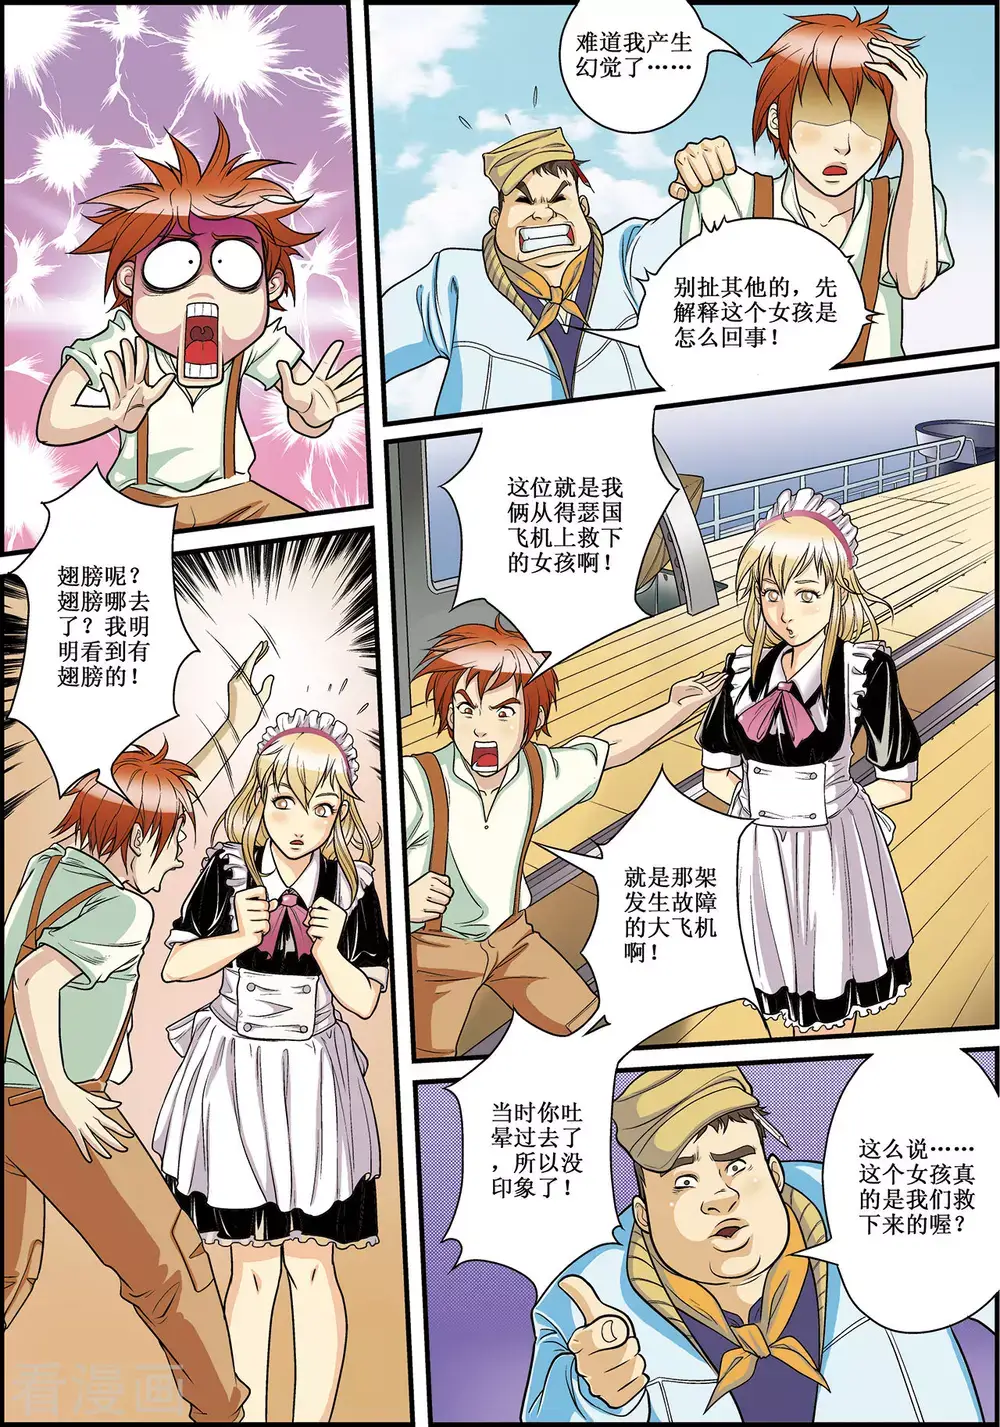 翅膀呢？
翅膀哪去
了？我明
明看到有
翅膀的！
难道我产生
幻觉了……
别扯其他的，先
解释这个女孩是
怎么回事！
这位就是我
俩从得瑟国
飞机上救下
的女孩啊！
就是那架
发生故障
的大飞机
啊！
当时你吐
晕过去了
，所以没
印象了！
这么说……
这个女孩真
的是我们救
下来的喔？
看漫画